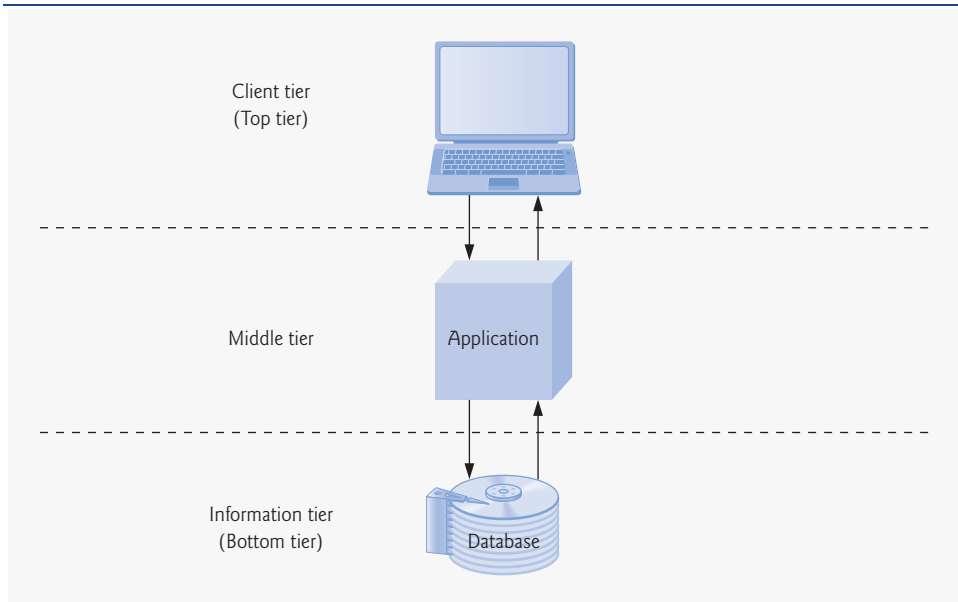 Client tier
(Top tier)
Middle tier
Application
Information tier
(Bottom tier)
Database